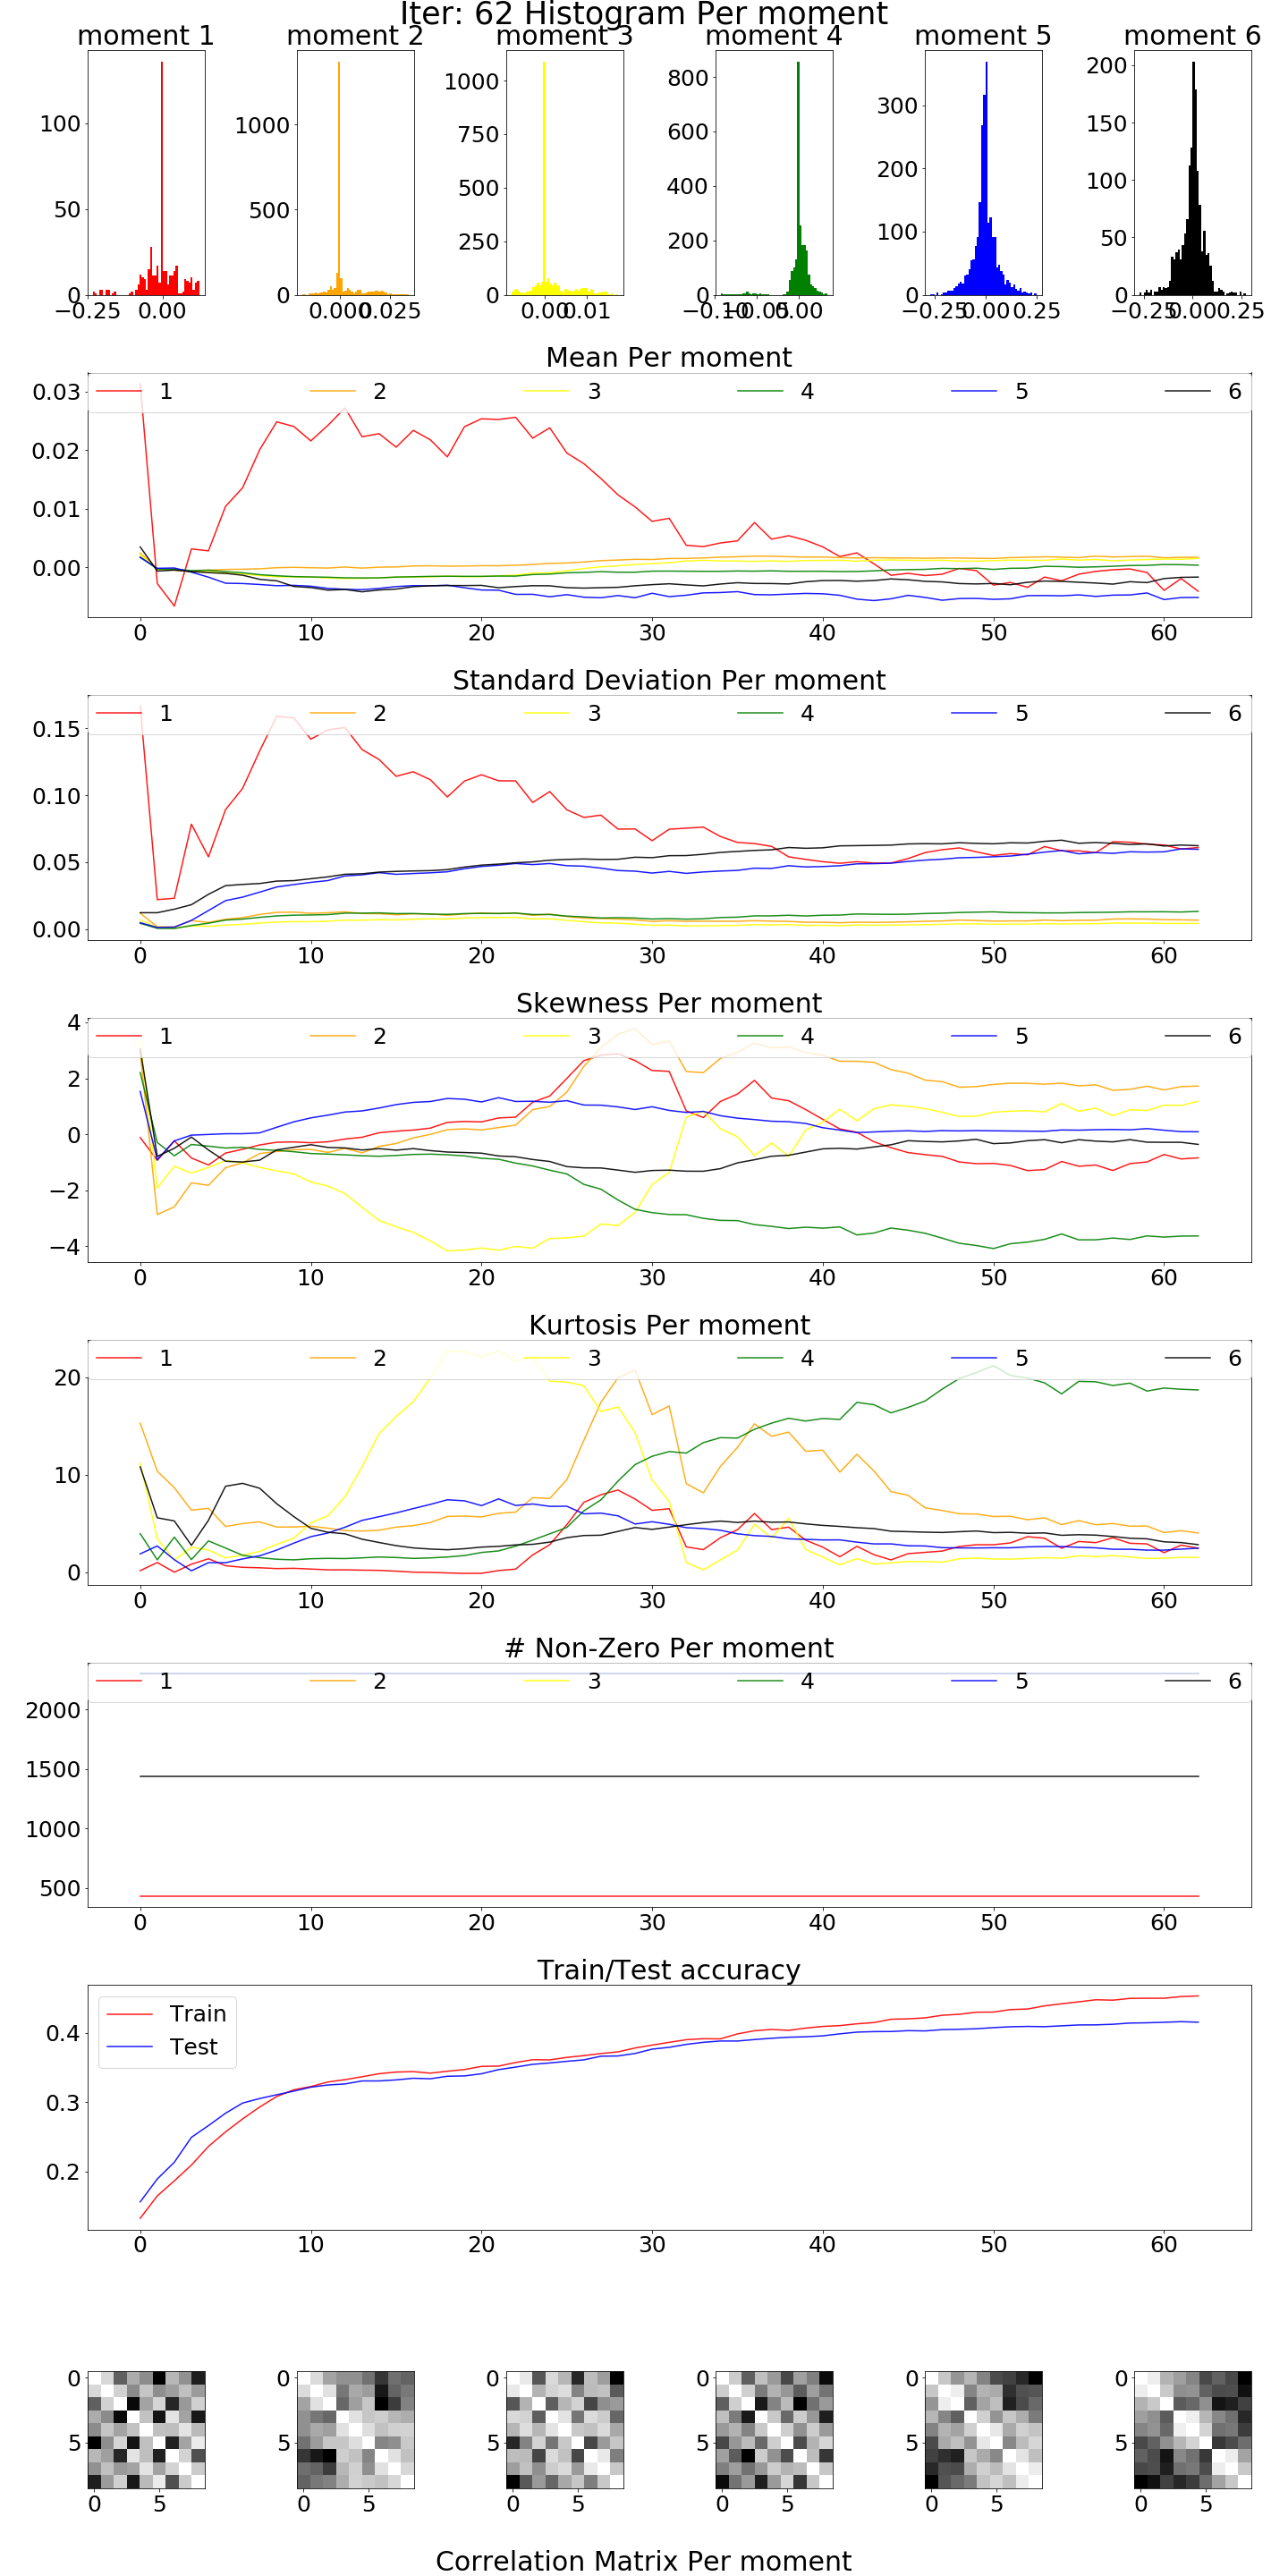 Iter: 62 Histogram Per moment
moment 1 moment 2 moment 3 moment 4 moment 5 moment 6
100
50
0
−0.25 0.00
1000
500
0
0.000 0.025
1000
750
500
250
0
0.00 0.01
800
600
400
200
0
−0.10 −0.05 0.00
300
200
100
0
−0.25 0.00 0.25
200
150
100
50
0
−0.25 0.00 0.25
Mean Per moment
1 2 3 4 5 6
0.03
0.02
0.01
0.00
0 10 20 30 40 50 60
Standard Deviation Per moment
1 2 3 4 5 6
0.15
0.10
0.05
0.00
0 10 20 30 40 50 60
Skewness Per moment
1 2 3 4 5 6
4
2
0
−2
−4
0 10 20 30 40 50 60
Kurtosis Per moment
1 2 3 4 5 6
20
10
0
0 10 20 30 40 50 60
# Non-Zero Per moment
1 2 3 4 5 6
2000
1500
1000
500
0 10 20 30 40 50 60
Train/Test accuracy
Train
Test
0.4
0.3
0.2
0 10 20 30 40 50 60
0 0 0 0 0 0
5 5 5 5 5 5
0 5 0 5 0 5 0 5 0 5 0 5
Correlation Matrix Per moment